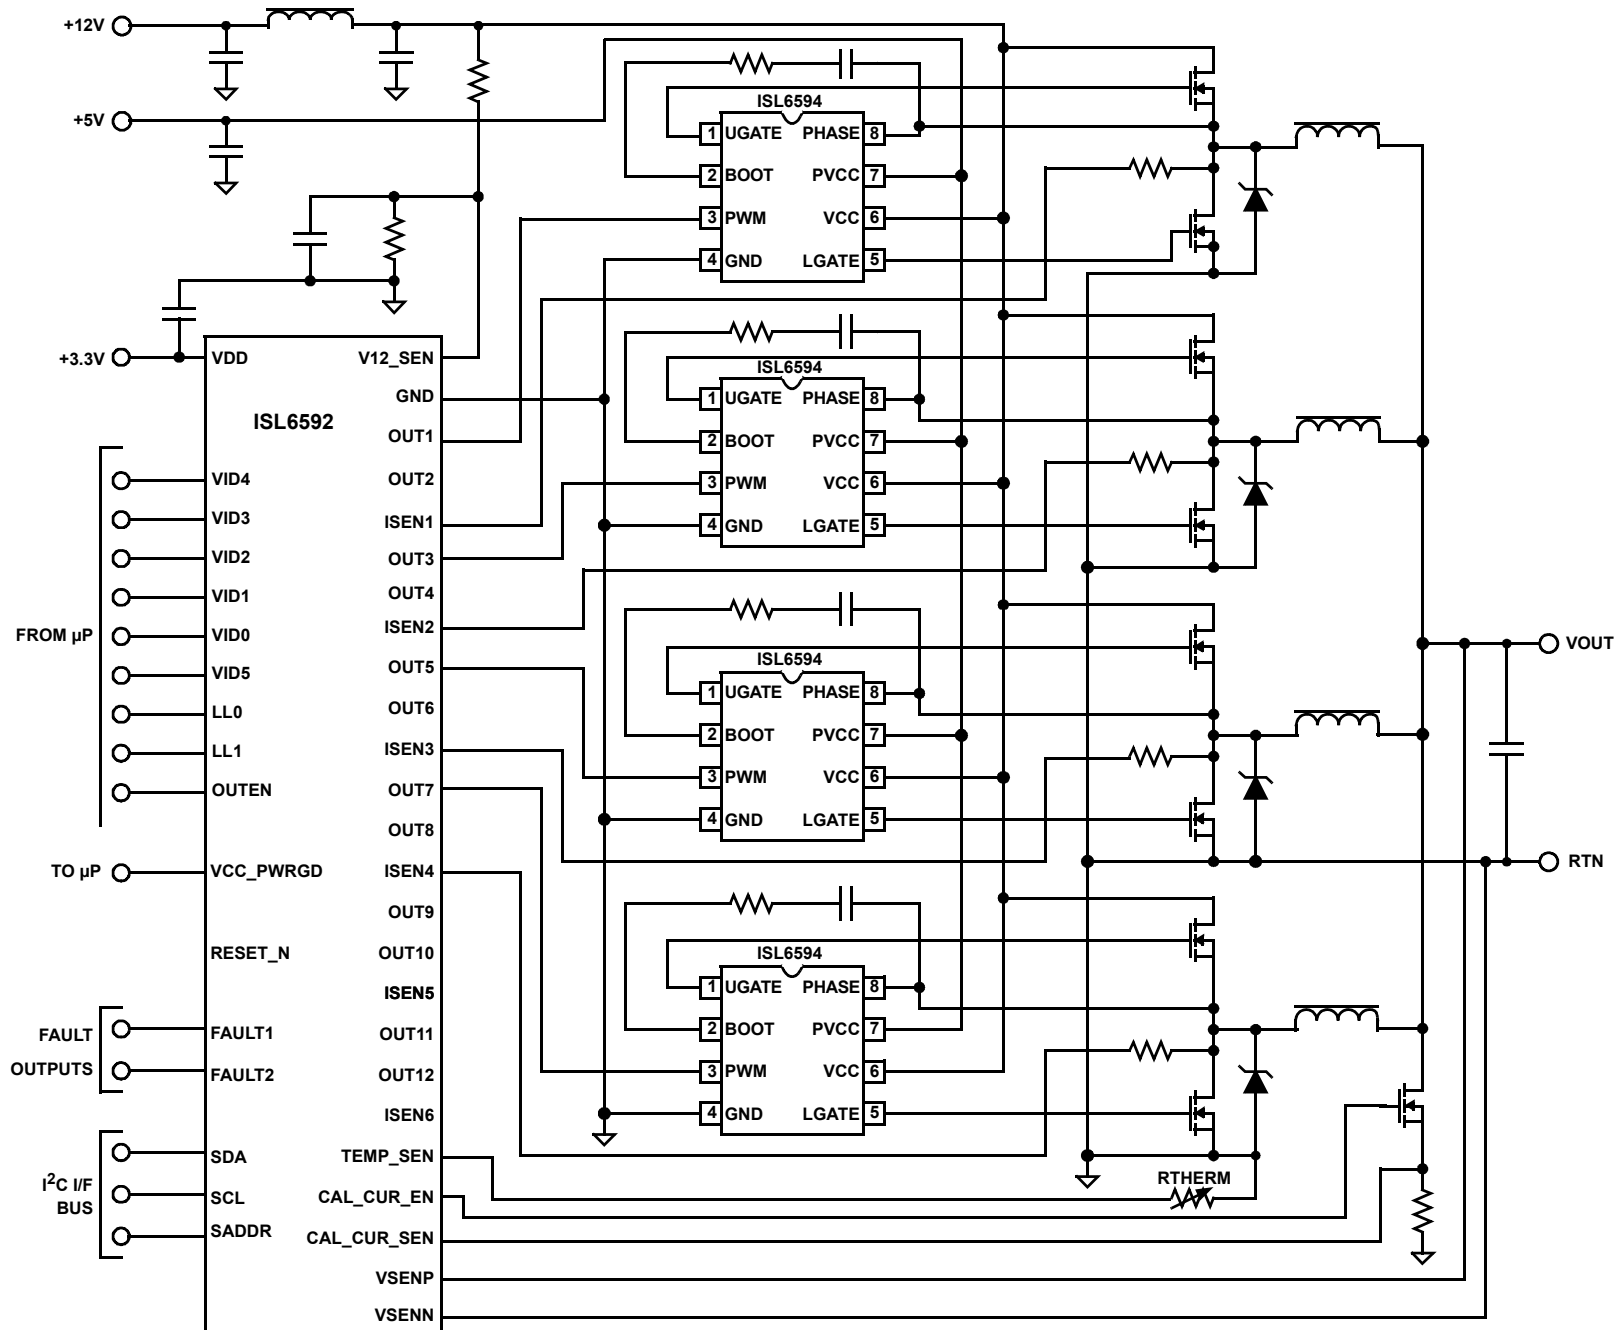 +12V
+5V
+3.3V
ISL6592
VDD
V12_SEN
GND
OUT1
OUT2
ISEN1
OUT3
OUT4
ISEN2
OUT5
OUT6
ISEN3
OUT7
OUT8
ISEN4
OUT9
OUT10
ISEN5
OUT11
OUT12
ISEN6
TEMP_SEN
CAL_CUR_EN
CAL_CUR_SEN
VSENP
VSENN
FROM µP
VID4
VID3
VID2
VID1
VID0
VID5
LL0
LL1
OUTEN
TO µP
VCC_PWRGD
RESET_N
FAULT
OUTPUTS
FAULT1
FAULT2
I²C I/F
BUS
SDA
SCL
SADDR
ISL6594
1 UGATE PHASE 8
2 BOOT PVCC 7
3 PWM VCC 6
4 GND LGATE 5
ISL6594
1 UGATE PHASE 8
2 BOOT PVCC 7
3 PWM VCC 6
4 GND LGATE 5
ISL6594
1 UGATE PHASE 8
2 BOOT PVCC 7
3 PWM VCC 6
4 GND LGATE 5
ISL6594
1 UGATE PHASE 8
2 BOOT PVCC 7
3 PWM VCC 6
4 GND LGATE 5
RTHERM
VOUT
RTN